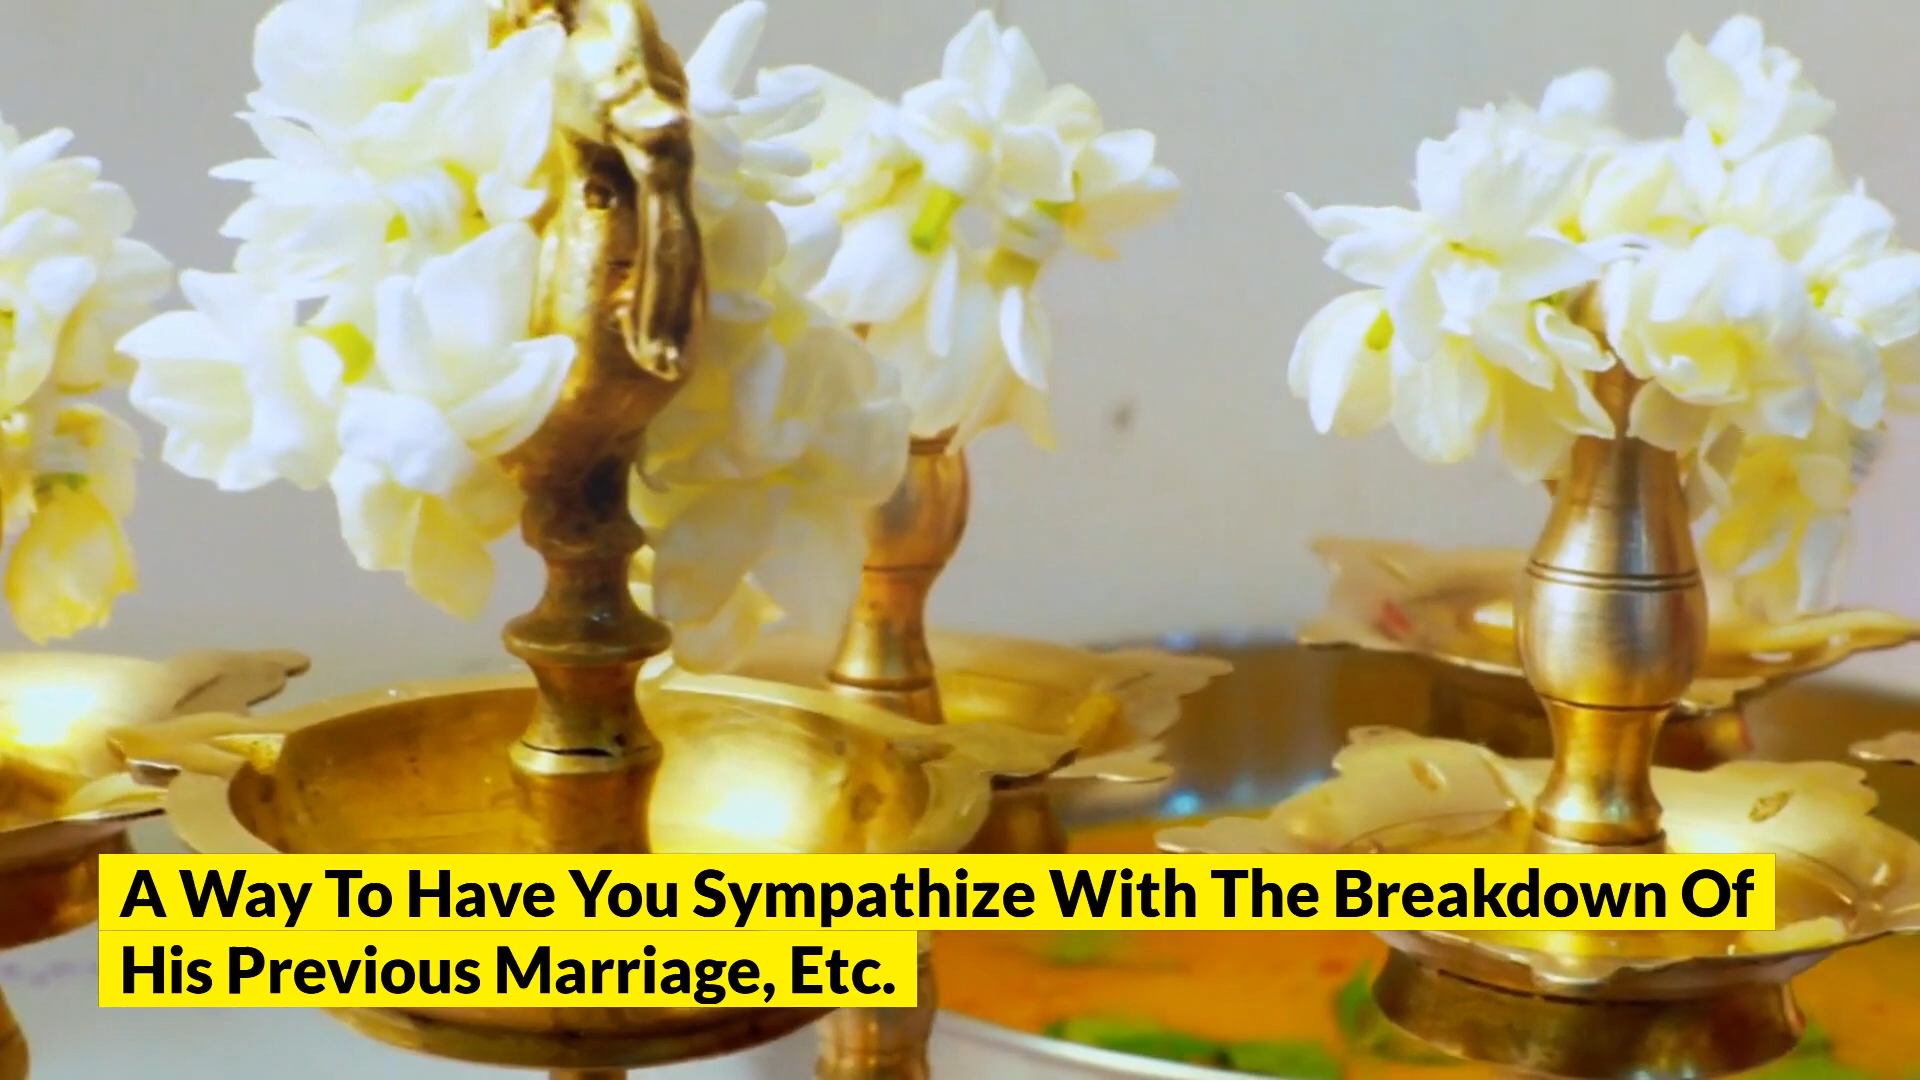 A Way To Have You Sympathize With The Breakdown Of
His Previous Marriage, Etc.